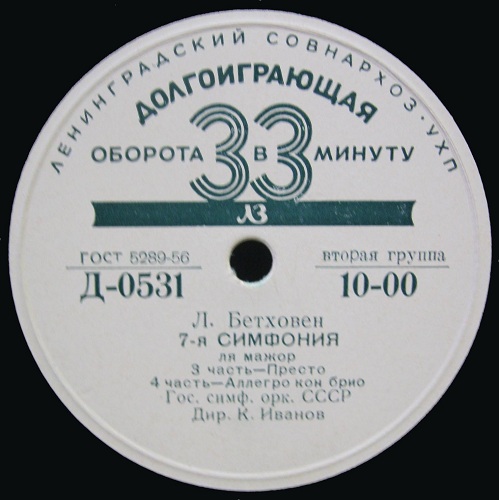 ЛЕНИНГРАДСКИЙ СОВНАРХОЗ·УХП
ДОЛГОИГРАЮЩАЯ
ОБОРОТА 33 В МИНУТУ
ЛЗ
ГОСТ 5289-56
вторая группа
Д-0531
10-00
Л. Бетховен
7-я СИМФОНИЯ
ля мажор
3 часть—Престо
4 часть—Аллегро кон брио
Гос. симф. орк. СССР
Дир. К. Иванов